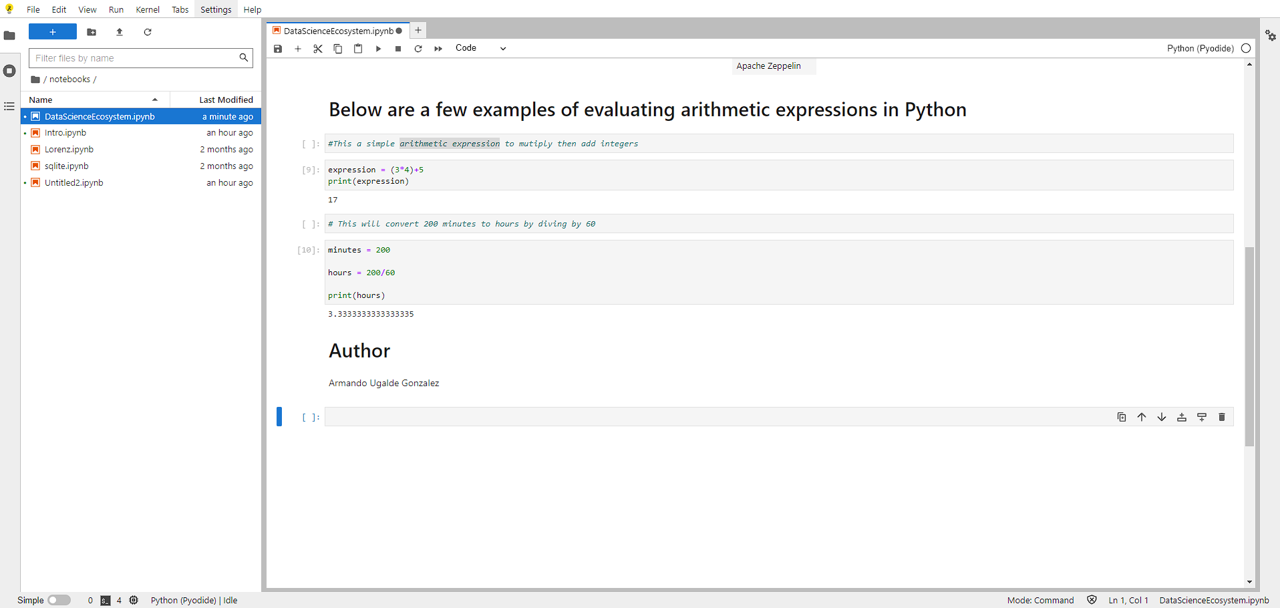 File Edit View Run Kernel Tabs Settings Help
+
Filter files by name
/ notebooks /
Name Last Modified
DataScienceEcosystem.ipynb a minute ago
Intro.ipynb an hour ago
Lorenz.ipynb 2 months ago
sqlite.ipynb 2 months ago
Untitled2.ipynb an hour ago
DataScienceEcosystem.ipynb
Code
Python (Pyodide)
Apache Zeppelin
Below are a few examples of evaluating arithmetic expressions in Python
[ ]: #This a simple arithmetic expression to mutiply then add integers
[9]: expression = (3*4)+5
print(expression)
17
[ ]: # This will convert 200 minutes to hours by diving by 60
[10]: minutes = 200
hours = 200/60
print(hours)
3.3333333333333335
Author
Armando Ugalde Gonzalez
[ ]:
Simple 0 4 Python (Pyodide) | Idle Mode: Command Ln 1, Col 1 DataScienceEcosystem.ipynb